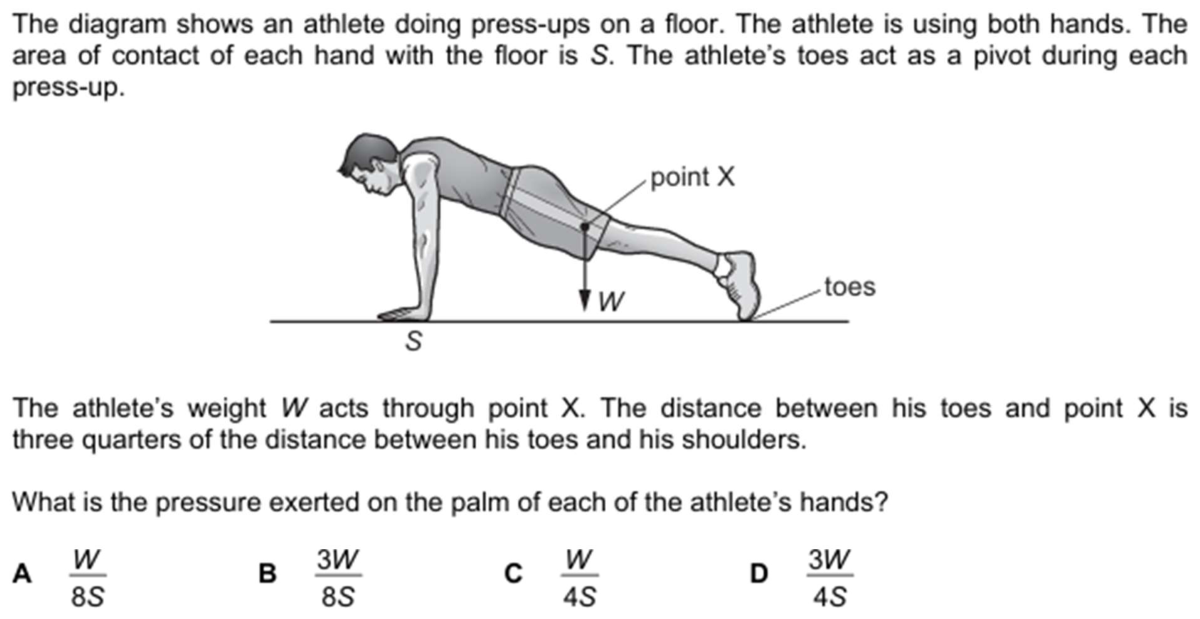 The diagram shows an athlete doing press-ups on a floor. The athlete is using both hands. The
area of contact of each hand with the floor is S. The athlete's toes act as a pivot during each
press-up.
point X
toes
W
S
The athlete's weight W acts through point X. The distance between his toes and point X is
three quarters of the distance between his toes and his shoulders.
What is the pressure exerted on the palm of each of the athlete's hands?
A W/8S B 3W/8S C W/4S D 3W/4S